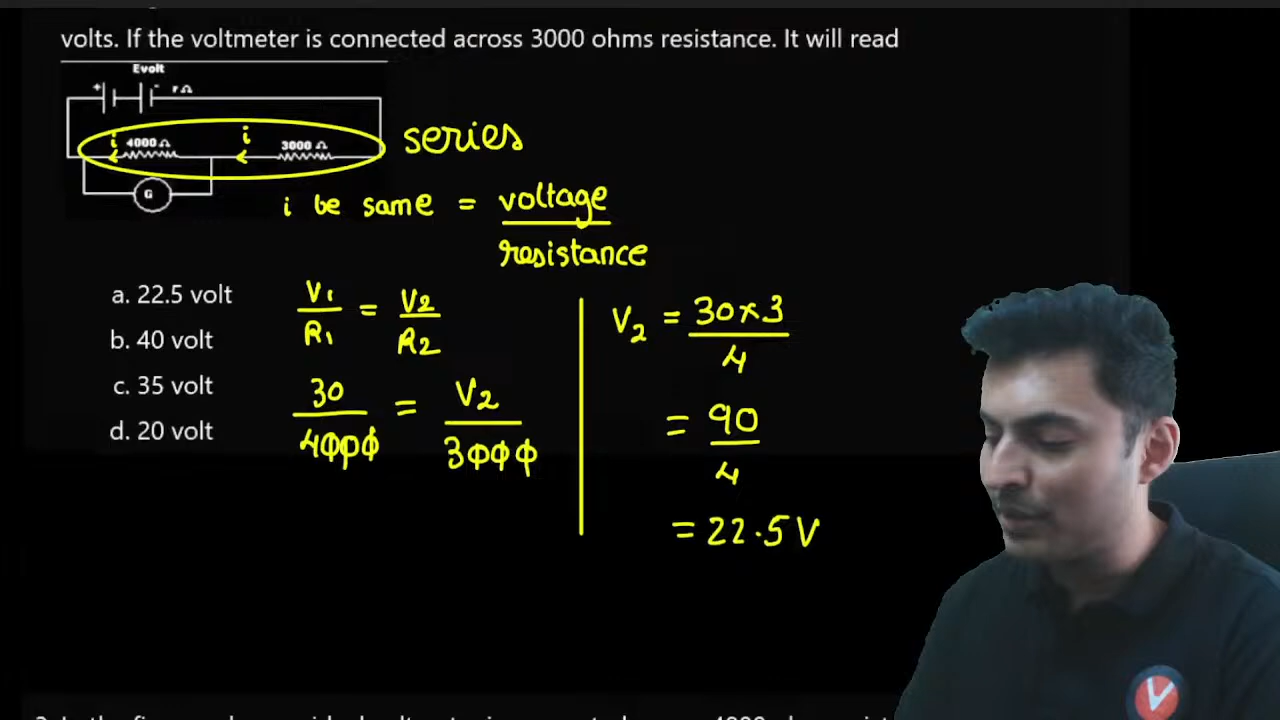 volts. If the voltmeter is connected across 3000 ohms resistance. It will read
Evolt
+ - rΩ
i 4000 Ω i 3000 Ω series
G
i be same = voltage
resistance
a. 22.5 volt
b. 40 volt
c. 35 volt
d. 20 volt
V1 = V2
R1 R2
30 = V2
4000 3000
V2 = 30×3
4
= 90
4
= 22.5 V
V